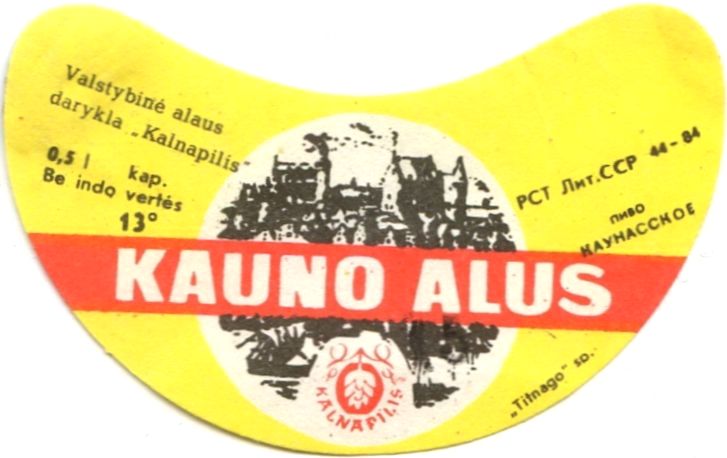 Valstybinė alaus
darykla „Kalnapilis"
0,5 l kap.
Be indo vertės
13°
РСТ Лит.ССР 44-84
пиво
КАУНАССКОЕ
KAUNO ALUS
KALNAPILIS
„Titnago" sp.